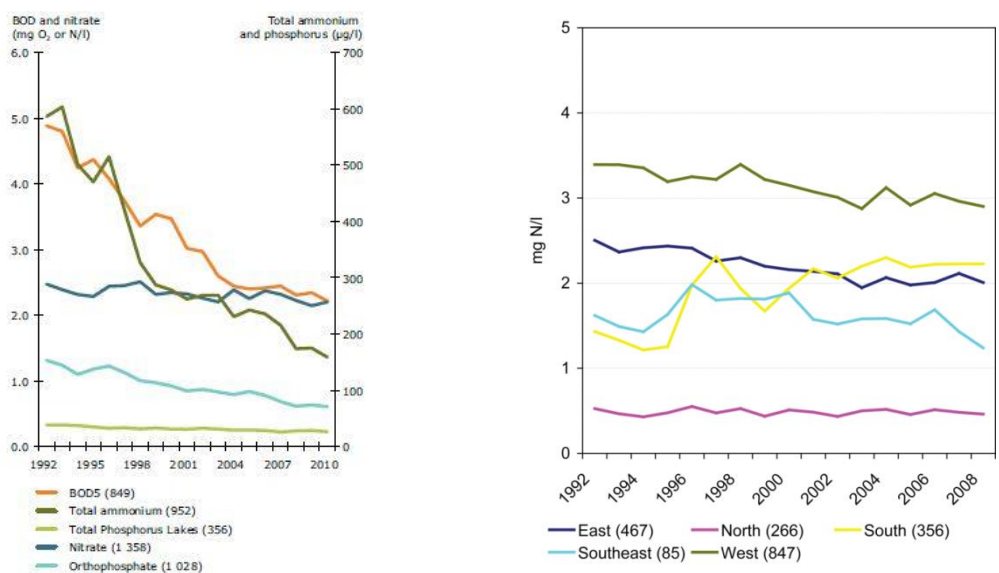 BOD and nitrate
(mg O₂ or N/l)
Total ammonium
and phosphorus (µg/l)
6.0
5.0
4.0
3.0
2.0
1.0
0.0
700
600
500
400
300
200
100
0
1992 1995 1998 2001 2004 2007 2010
BOD5 (849)
Total ammonium (952)
Total Phosphorus Lakes (356)
Nitrate (1 358)
Orthophosphate (1 028)
mg N/l
5
4
3
2
1
0
1992 1994 1996 1998 2000 2002 2004 2006 2008
East (467) North (266) South (356)
Southeast (85) West (847)